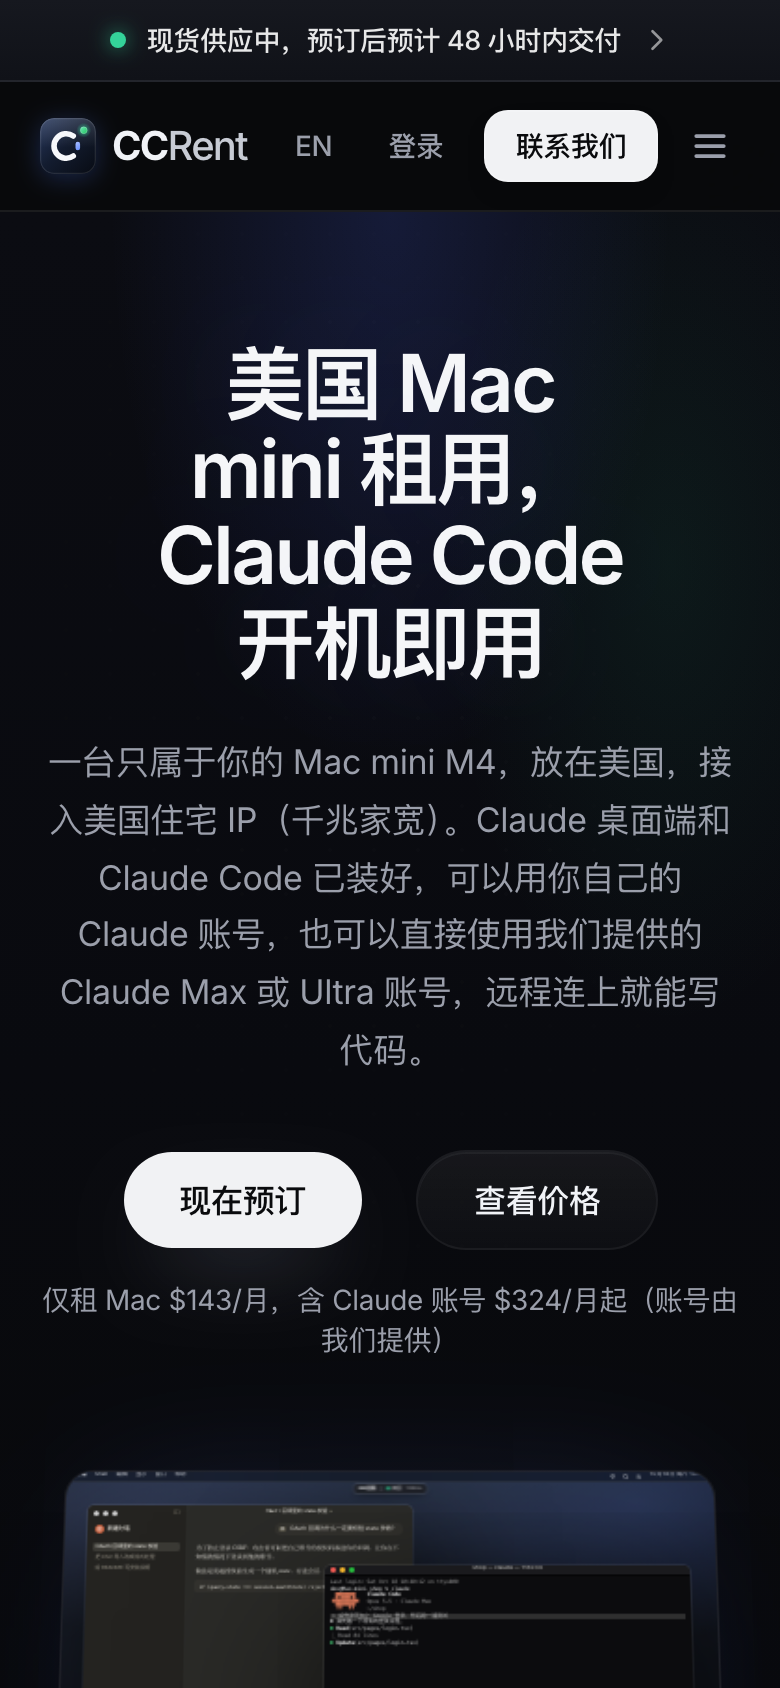 现货供应中，预订后预计 48 小时内交付
CCRent
EN
登录
联系我们
美国 Mac
mini 租用，
Claude Code
开机即用
一台只属于你的 Mac mini M4，放在美国，接
入美国住宅 IP（千兆家宽）。Claude 桌面端和
Claude Code 已装好，可以用你自己的
Claude 账号，也可以直接使用我们提供的
Claude Max 或 Ultra 账号，远程连上就能写
代码。
现在预订
查看价格
仅租 Mac $143/月，含 Claude 账号 $324/月起（账号由
我们提供）
Claude Code